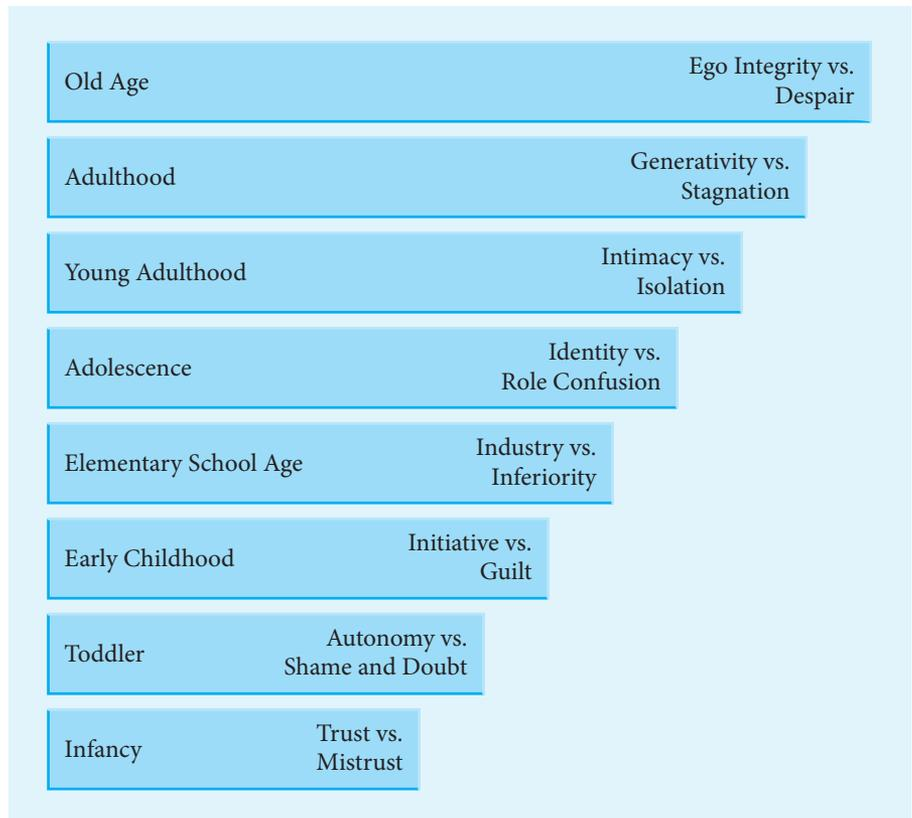 Old Age
Ego Integrity vs.
Despair
Adulthood
Generativity vs.
Stagnation
Young Adulthood
Intimacy vs.
Isolation
Adolescence
Identity vs.
Role Confusion
Elementary School Age
Industry vs.
Inferiority
Early Childhood
Initiative vs.
Guilt
Toddler
Autonomy vs.
Shame and Doubt
Infancy
Trust vs.
Mistrust